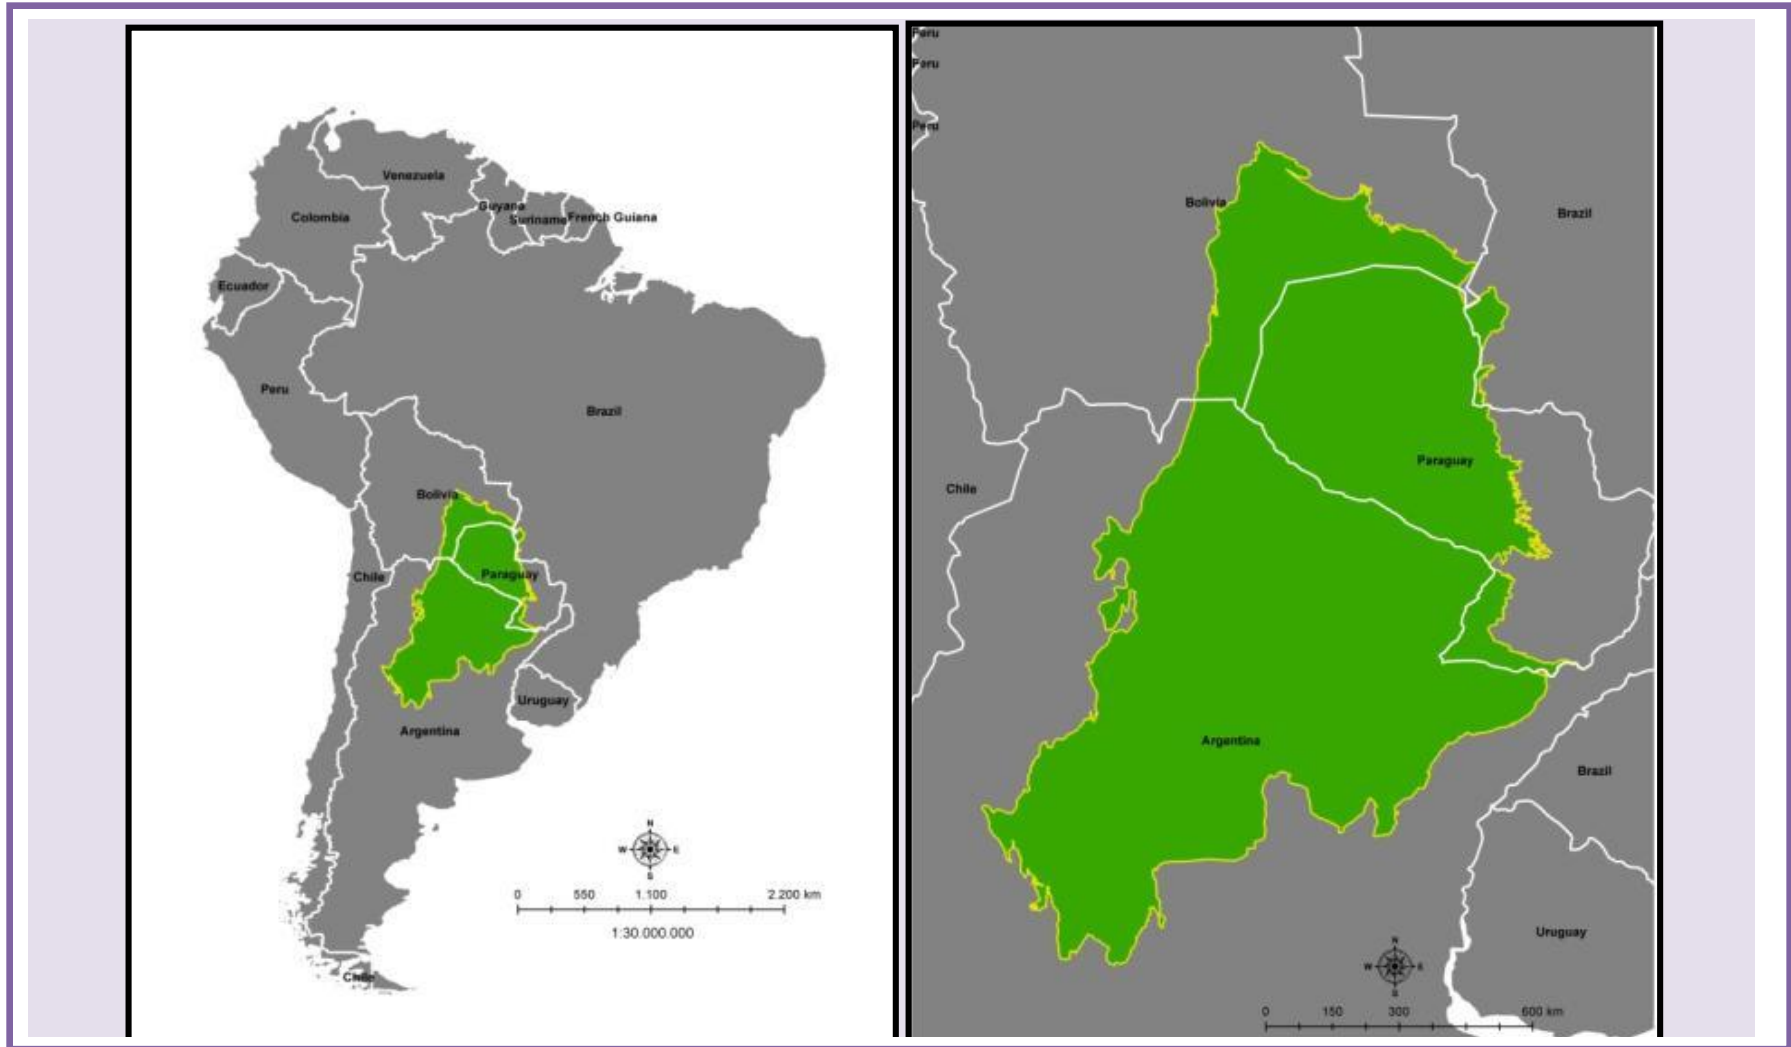 Venezuela
Guyana
Suriname
French Guiana
Colombia
Ecuador
Peru
Brazil
Bolivia
Chile
Paraguay
Uruguay
Argentina
N
W E
S
0 550 1.100 2.200 km
1:30.000.000
Chile
Peru
Peru
Peru
Bolivia
Brazil
Paraguay
Chile
Argentina
Brazil
Uruguay
N
W E
S
0 150 300 600 km